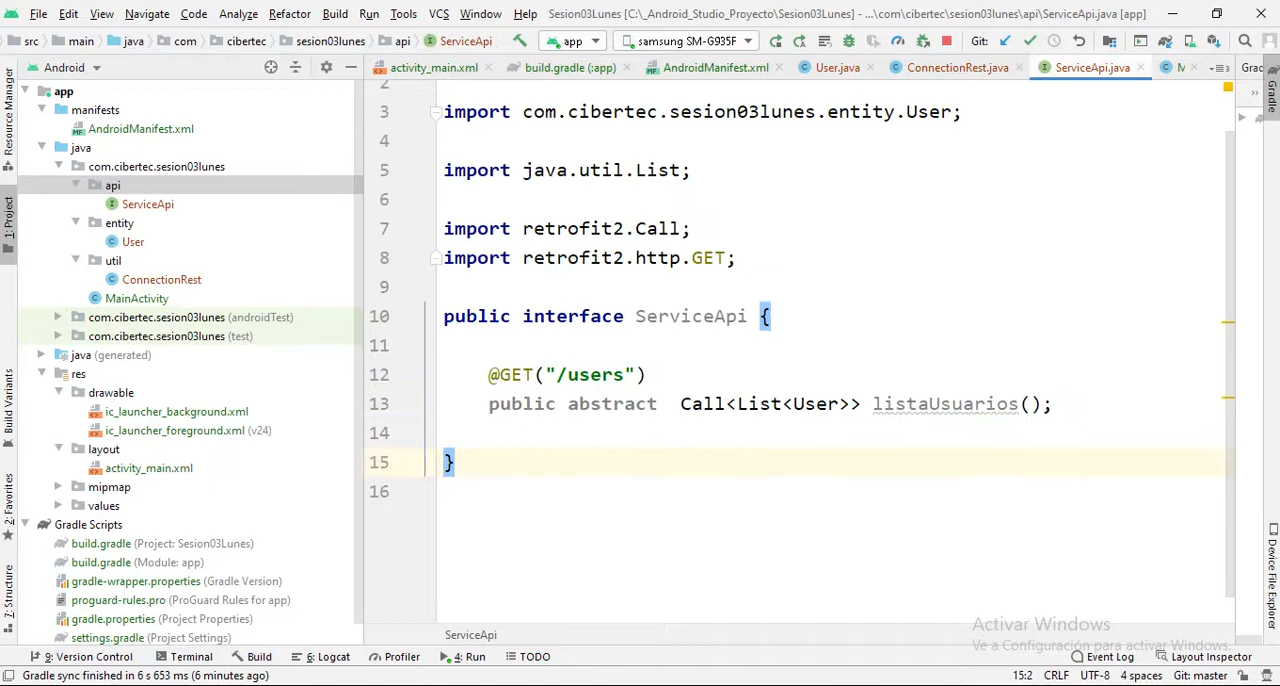 File Edit View Navigate Code Analyze Refactor Build Run Tools VCS Window Help Sesion03Lunes [C:\_Android_Studio_Proyecto\Sesion03Lunes] - ...\com\cibertec\sesion03lunes\api\ServiceApi.java [app]
src main java com cibertec sesion03lunes api ServiceApi app samsung SM-G935F Git:
Android activity_main.xml build.gradle (:app) AndroidManifest.xml User.java ConnectionRest.java ServiceApi.java M Grac
app
manifests
AndroidManifest.xml
java
com.cibertec.sesion03lunes
api
ServiceApi
entity
User
util
ConnectionRest
MainActivity
com.cibertec.sesion03lunes (androidTest)
com.cibertec.sesion03lunes (test)
java (generated)
res
drawable
ic_launcher_background.xml
ic_launcher_foreground.xml (v24)
layout
activity_main.xml
mipmap
values
Gradle Scripts
build.gradle (Project: Sesion03Lunes)
build.gradle (Module: app)
gradle-wrapper.properties (Gradle Version)
proguard-rules.pro (ProGuard Rules for app)
gradle.properties (Project Properties)
settings.gradle (Project Settings)
Resource Manager
1: Project
Build Variants
2: Favorites
7: Structure
2
3 import com.cibertec.sesion03lunes.entity.User;
4
5 import java.util.List;
6
7 import retrofit2.Call;
8 import retrofit2.http.GET;
9
10 public interface ServiceApi {
11
12 @GET("/users")
13 public abstract Call<List<User>> listaUsuarios();
14
15 }
16
ServiceApi
Gradle
Device File Explorer
Activar Windows
Ve a Configuración para activar Windows.
9: Version Control Terminal Build 6: Logcat Profiler 4: Run TODO Event Log Layout Inspector
Gradle sync finished in 6 s 653 ms (6 minutes ago) 15:2 CRLF UTF-8 4 spaces Git: master